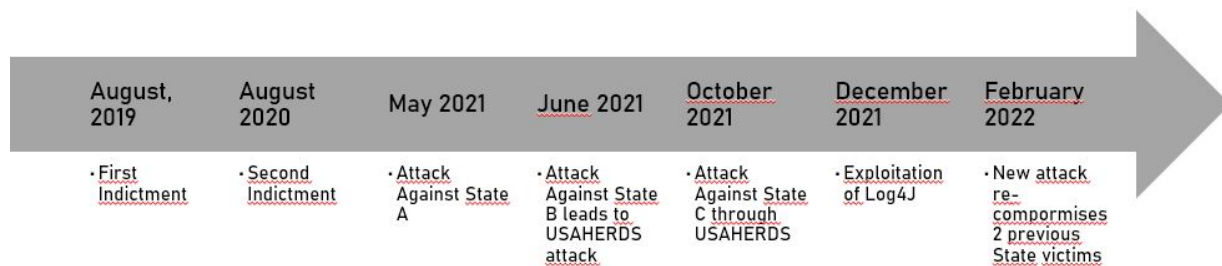 August,
2019
August
2020
May 2021
June 2021
October
2021
December
2021
February
2022
· First
Indictment
· Second
Indictment
· Attack
Against State
A
· Attack
Against State
B leads to
USAHERDS
attack
· Attack
Against State
C through
USAHERDS
· Exploitation
of Log4J
· New attack
re-
compormises
2 previous
State victims